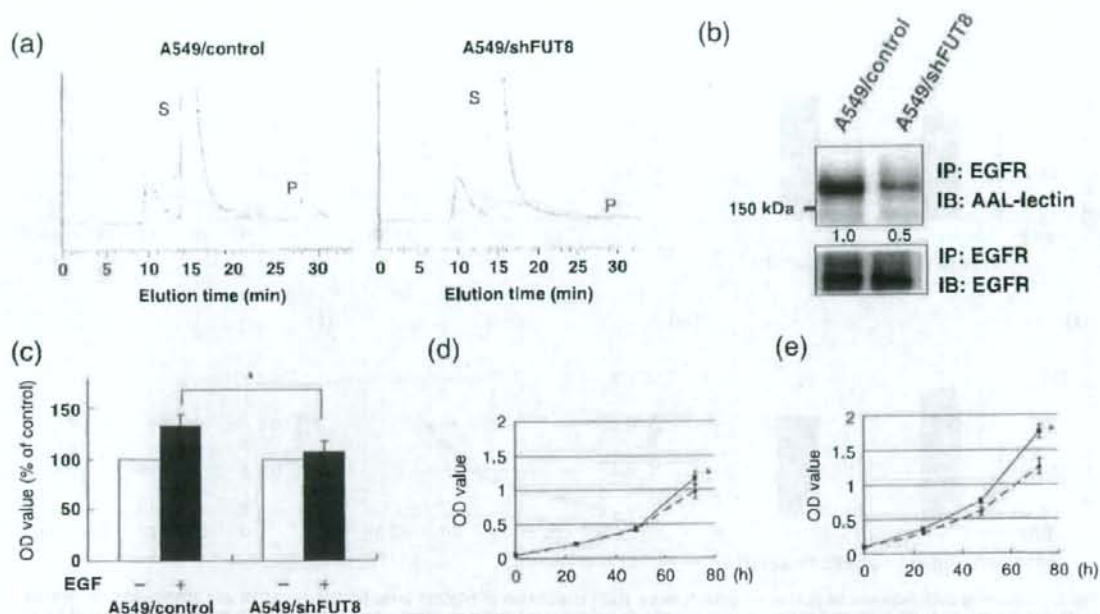 (a)
A549/control
A549/shFUT8
S
P
S
P
0 5 10 15 20 25 30
0 5 10 15 20 25 30
Elution time (min)
Elution time (min)
(b)
A549/control
A549/shFUT8
IP: EGFR
IB: AAL-lectin
150 kDa
1.0 0.5
IP: EGFR
IB: EGFR
(c)
OD value (% of control)
150
100
50
0
*
EGF − + − +
A549/control A549/shFUT8
(d)
OD value
2
1.5
1
0.5
0
*
0 20 40 60 80 (h)
(e)
OD value
2
1.5
1
0.5
0
*
0 20 40 60 80 (h)